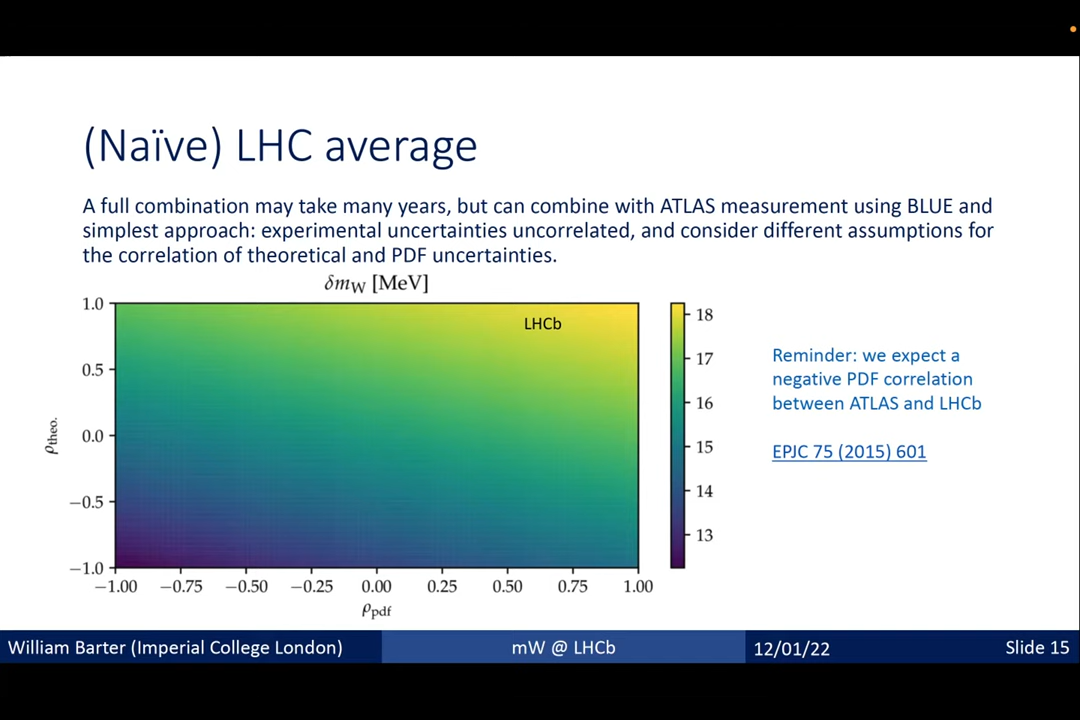 (Naïve) LHC average
A full combination may take many years, but can combine with ATLAS measurement using BLUE and
simplest approach: experimental uncertainties uncorrelated, and consider different assumptions for
the correlation of theoretical and PDF uncertainties.
δmW [MeV]
LHCb
1.0
0.5
0.0
−0.5
−1.0
ρtheo.
−1.00 −0.75 −0.50 −0.25 0.00 0.25 0.50 0.75 1.00
ρpdf
18
17
16
15
14
13
Reminder: we expect a
negative PDF correlation
between ATLAS and LHCb
EPJC 75 (2015) 601
William Barter (Imperial College London) mW @ LHCb 12/01/22 Slide 15